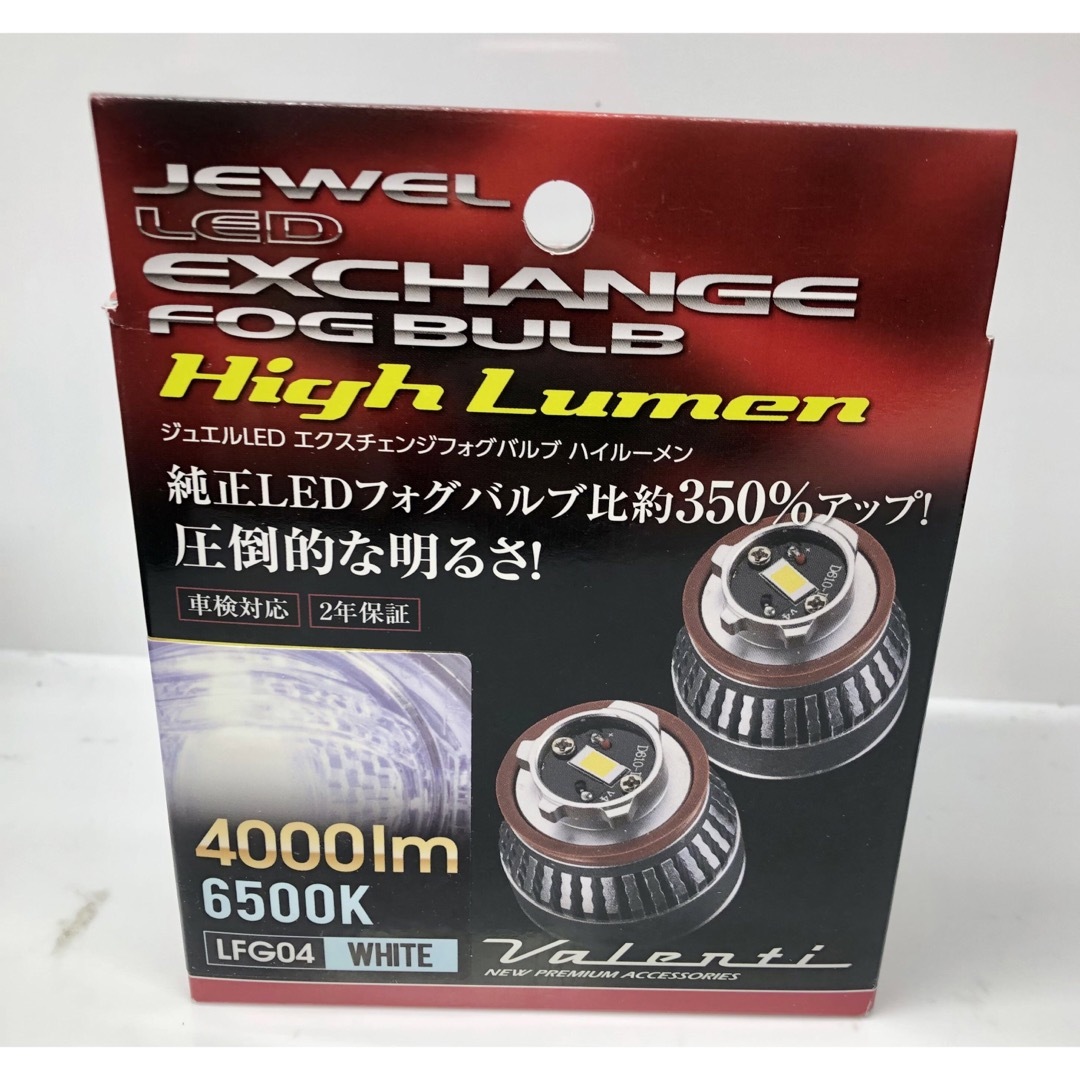 JEWEL
LED
EXCHANGE
FOG BULB
High Lumen
ジュエルLED エクスチェンジフォグバルブ ハイルーメン
純正LEDフォグバルブ比約350%アップ!
圧倒的な明るさ!
車検対応 2年保証
4000lm
6500K
LFG04 WHITE
Valenti
NEW PREMIUM ACCESSORIES